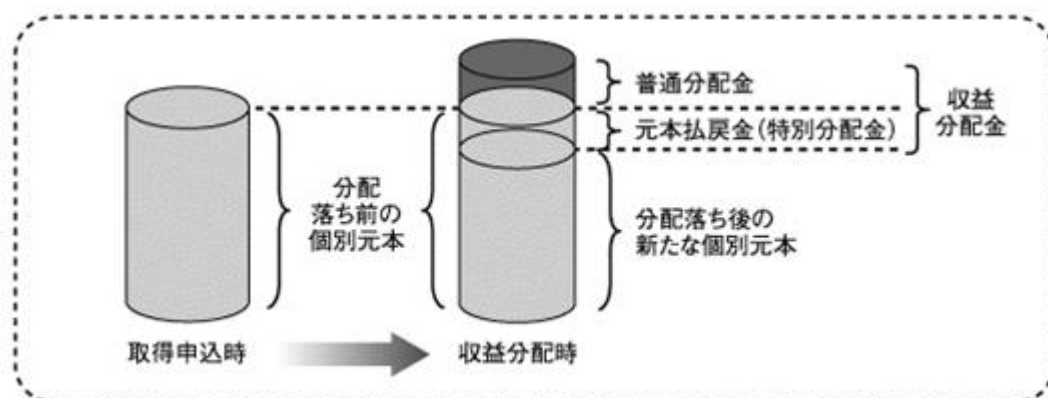 普通分配金
元本払戻金(特別分配金)
収益
分配金
分配
落ち前の
個別元本
分配落ち後の
新たな個別元本
取得申込時
収益分配時